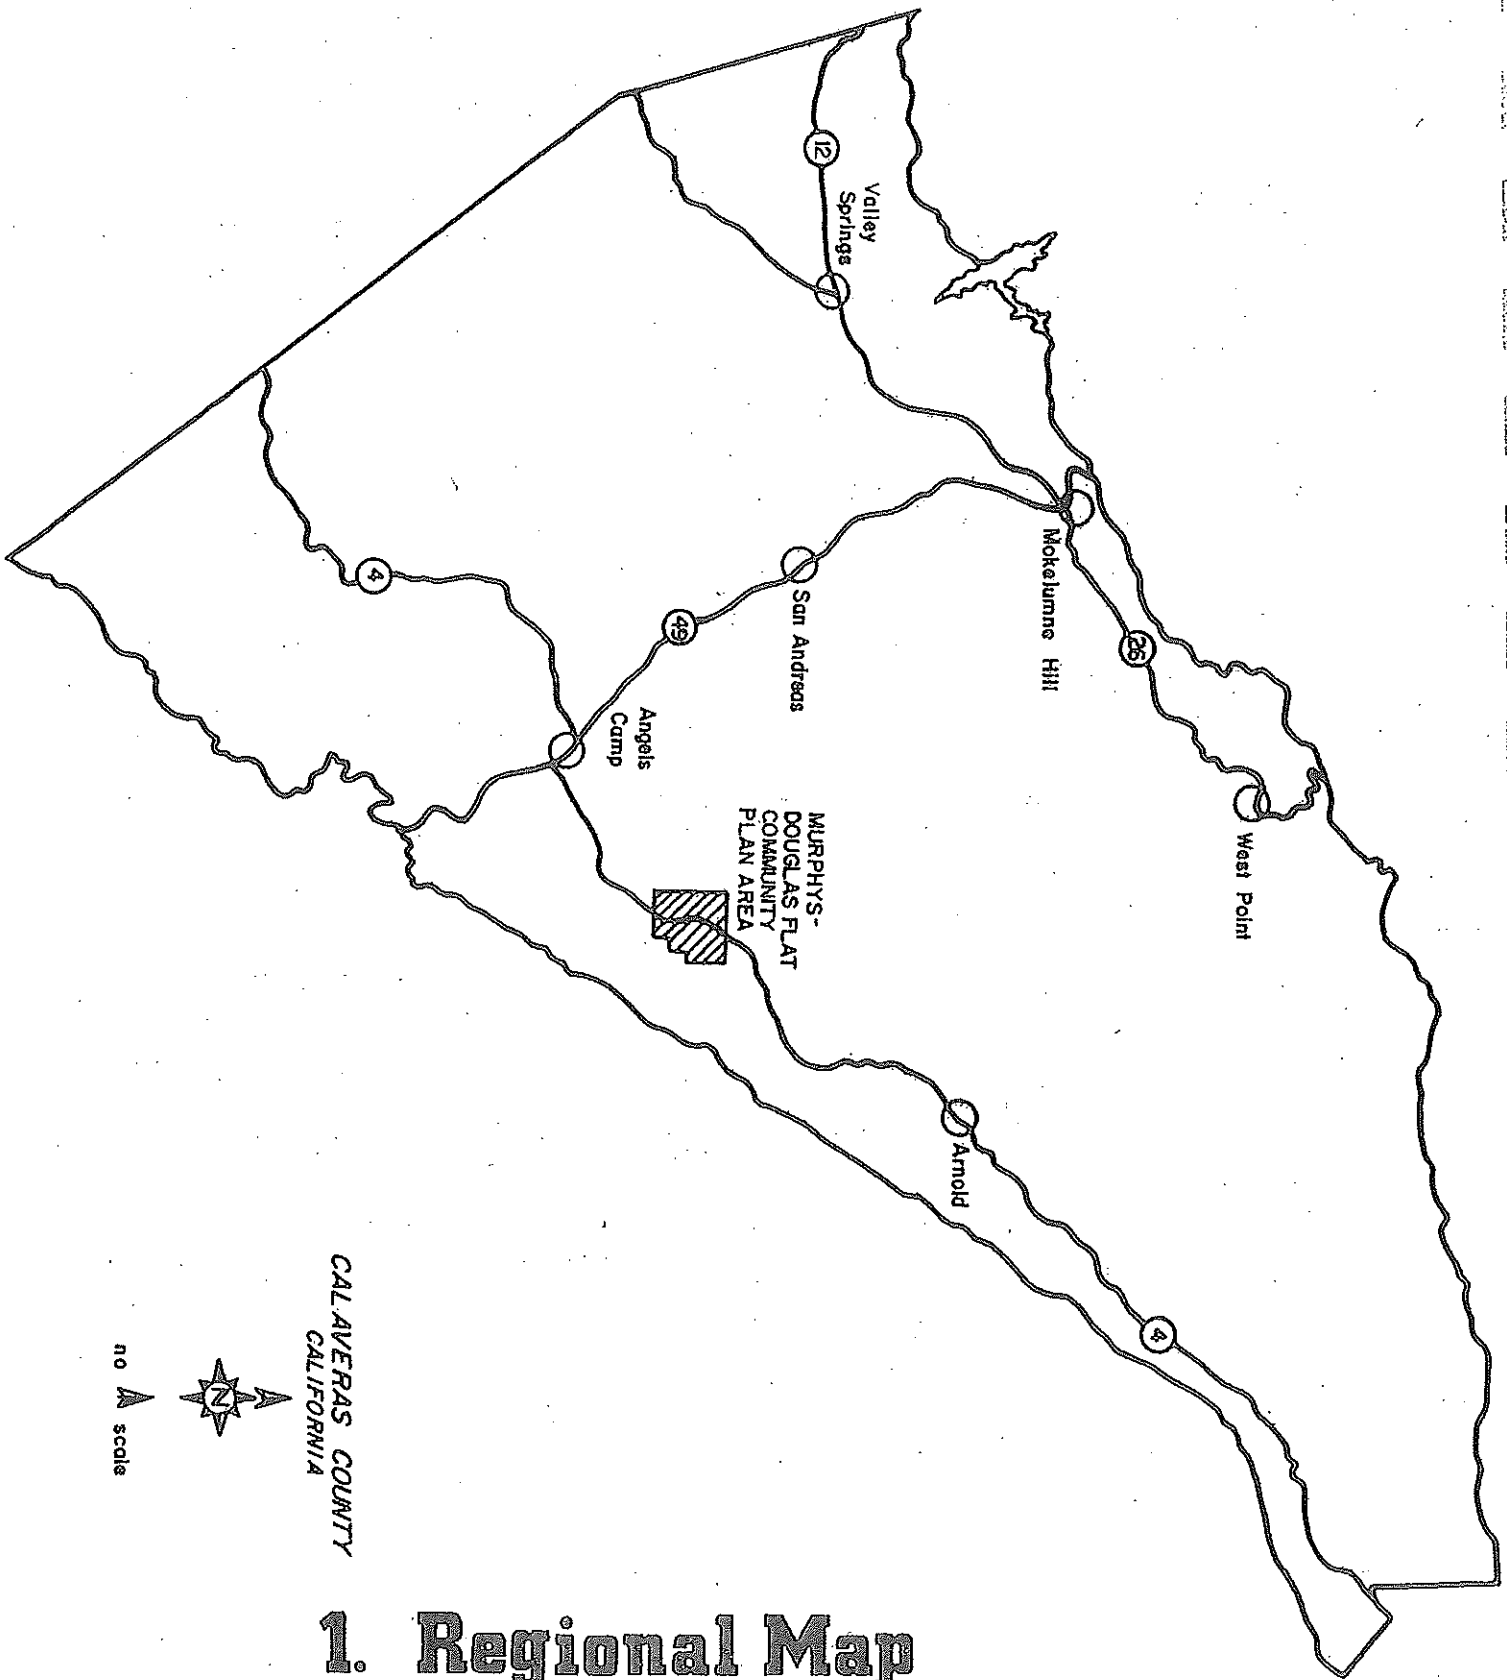 12
Valley
Springs
Mokelumne Hill
26
West Point
San Andreas
49
4
Angels
Camp
MURPHYS-
DOUGLAS FLAT
COMMUNITY
PLAN AREA
Arnold
4
CALAVERAS COUNTY
CALIFORNIA
N
no scale
1. Regional Map